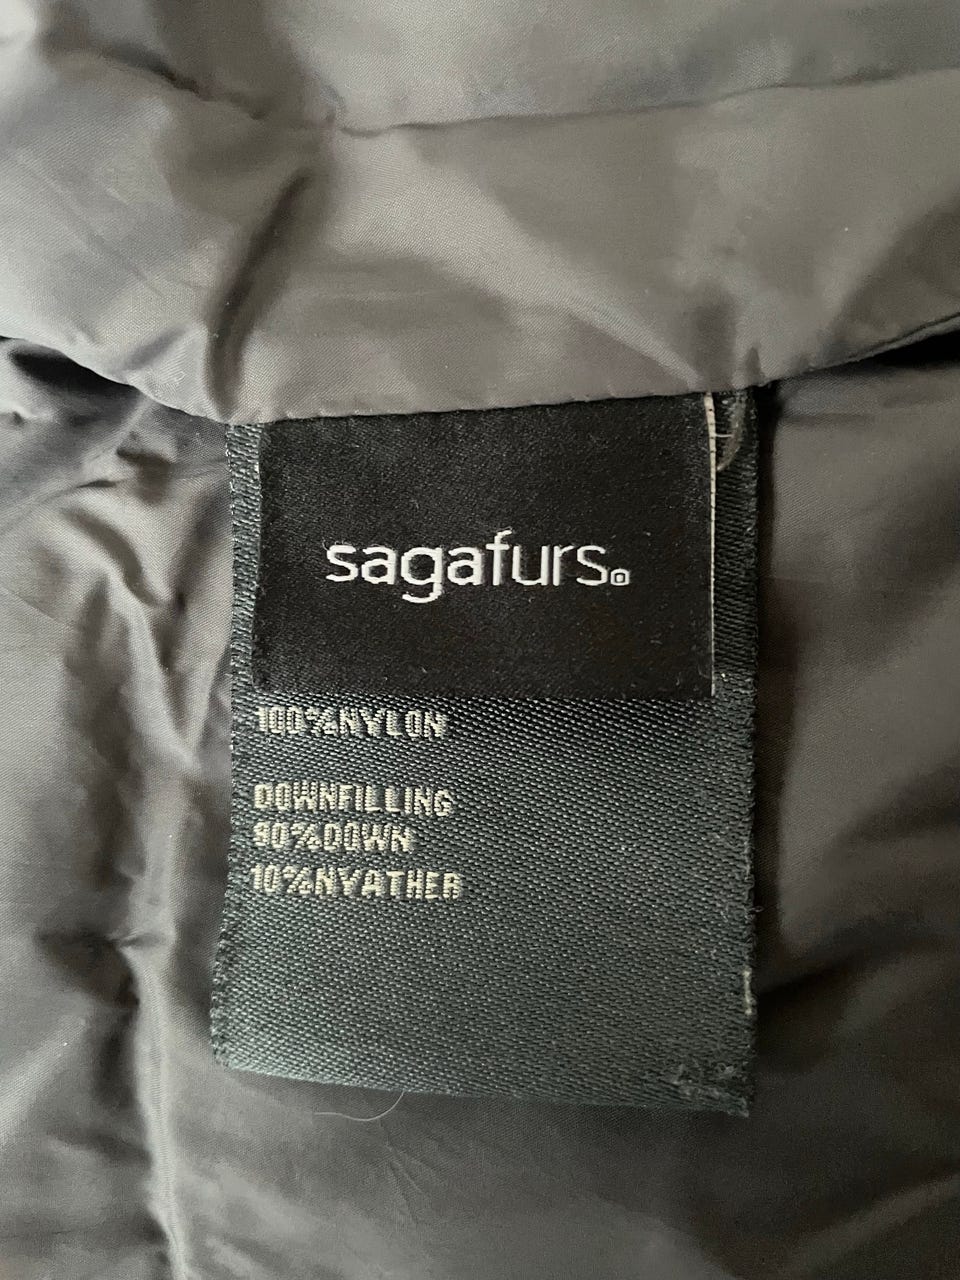 sagafurs
100%NYLON
DOWNFILLING
90%DOWN
10%NYATHER